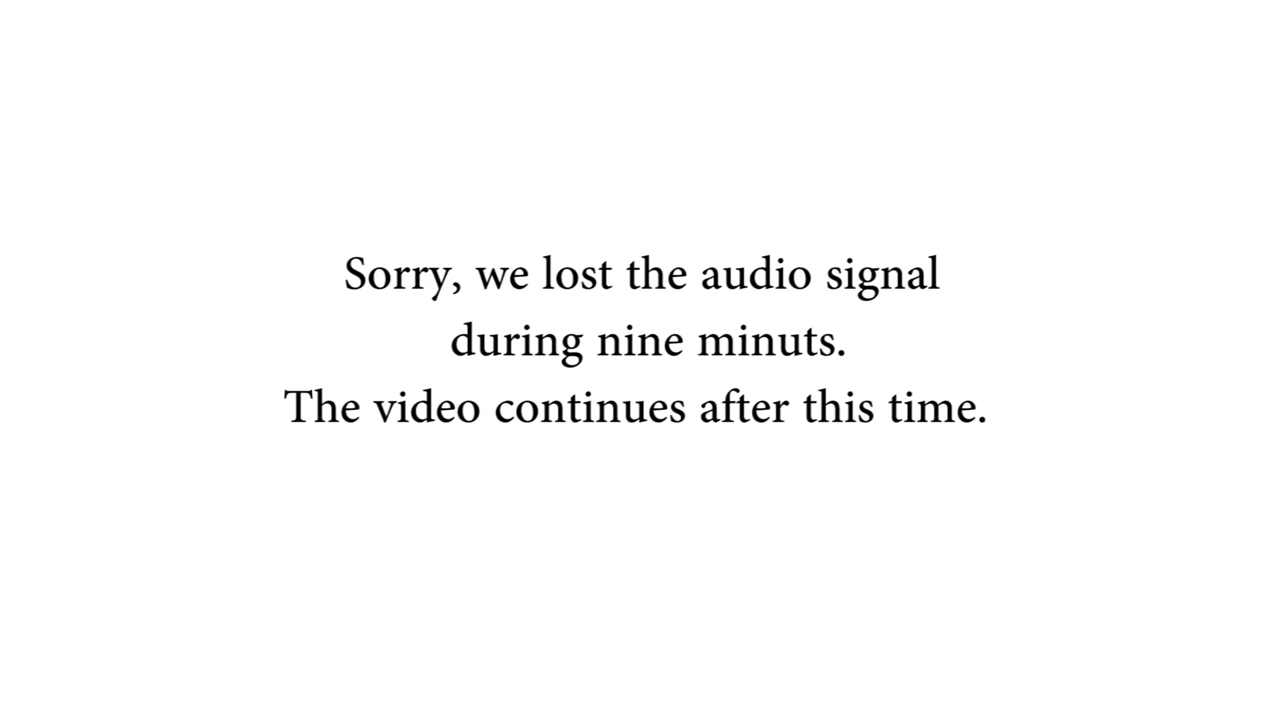 Sorry, we lost the audio signal
during nine minuts.
The video continues after this time.